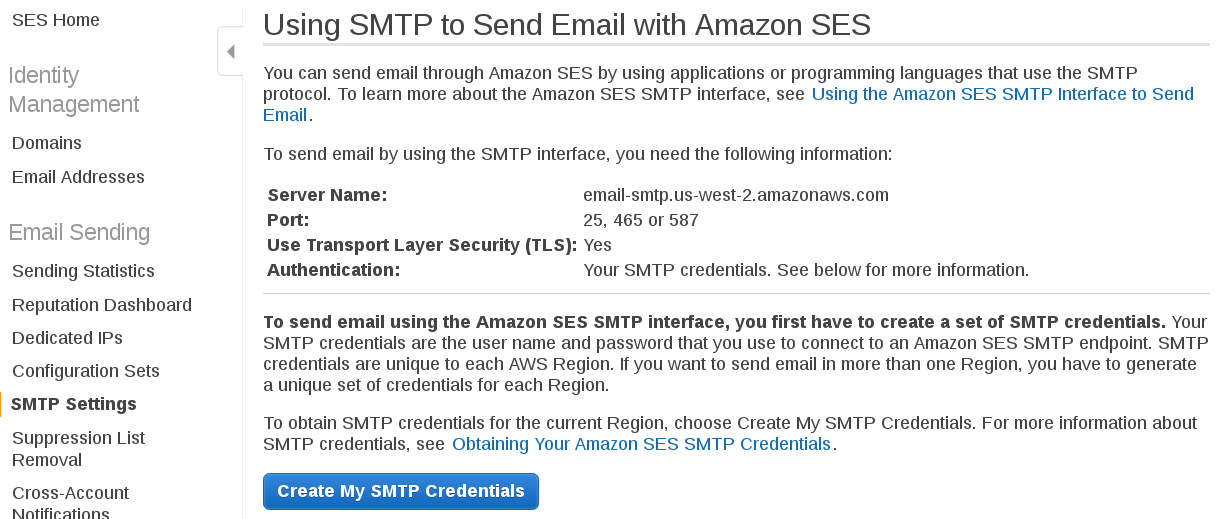 SES Home
Identity
Management
Domains
Email Addresses
Email Sending
Sending Statistics
Reputation Dashboard
Dedicated IPs
Configuration Sets
SMTP Settings
Suppression List
Removal
Cross-Account
Notifications
Using SMTP to Send Email with Amazon SES
You can send email through Amazon SES by using applications or programming languages that use the SMTP
protocol. To learn more about the Amazon SES SMTP interface, see Using the Amazon SES SMTP Interface to Send
Email.
To send email by using the SMTP interface, you need the following information:
Server Name: email-smtp.us-west-2.amazonaws.com
Port: 25, 465 or 587
Use Transport Layer Security (TLS): Yes
Authentication: Your SMTP credentials. See below for more information.
To send email using the Amazon SES SMTP interface, you first have to create a set of SMTP credentials. Your
SMTP credentials are the user name and password that you use to connect to an Amazon SES SMTP endpoint. SMTP
credentials are unique to each AWS Region. If you want to send email in more than one Region, you have to generate
a unique set of credentials for each Region.
To obtain SMTP credentials for the current Region, choose Create My SMTP Credentials. For more information about
SMTP credentials, see Obtaining Your Amazon SES SMTP Credentials.
Create My SMTP Credentials